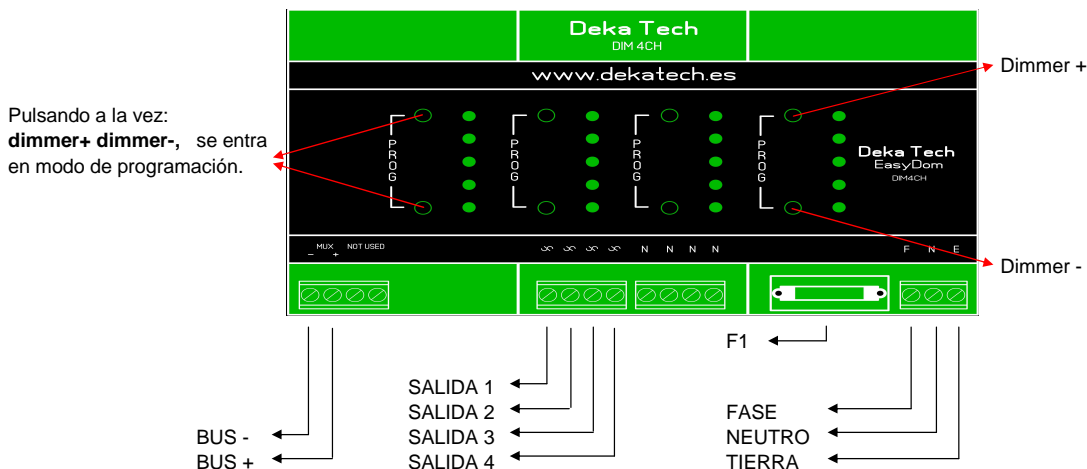 Deka Tech
DIM 4CH
www.dekatech.es
Dimmer +
Pulsando a la vez:
dimmer+ dimmer-, se entra
en modo de programación.
PROG
PROG
PROG
PROG
Deka Tech
EasyDom
DIM4CH
MUX NOT USED
- +
N N N N
F N E
Dimmer -
F1
SALIDA 1
SALIDA 2
SALIDA 3
SALIDA 4
FASE
NEUTRO
TIERRA
BUS -
BUS +